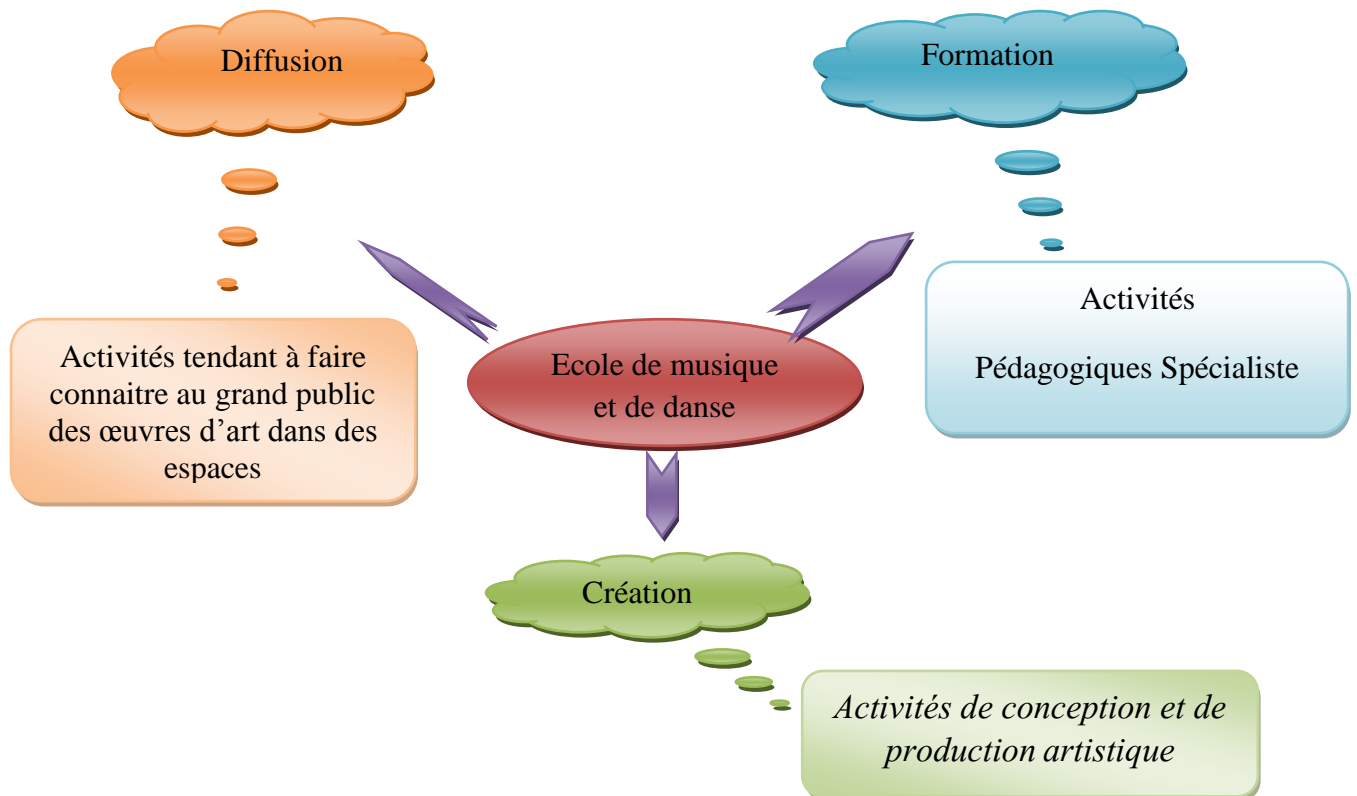 Diffusion
Formation
Activités
Pédagogiques Spécialiste
Activités tendant à faire
connaitre au grand public
des œuvres d’art dans des
espaces
Ecole de musique
et de danse
Création
Activités de conception et de
production artistique